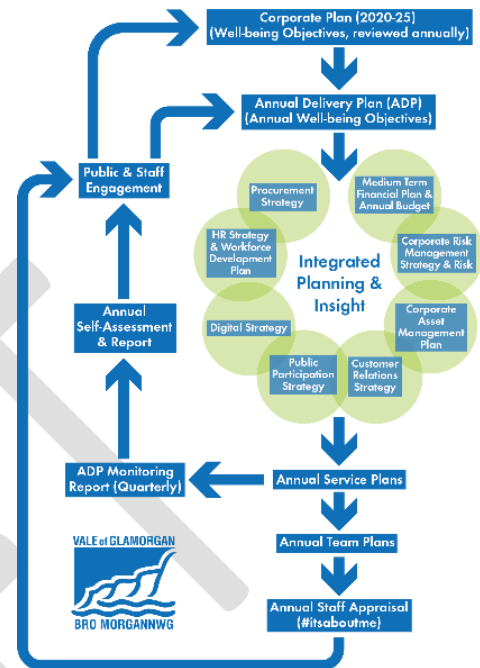 Corporate Plan (2020-25)
(Well-being Objectives, reviewed annually)
Annual Delivery Plan (ADP)
(Annual Well-being Objectives)
Public & Staff
Engagement
Procurement
Strategy
Medium Term
Financial Plan &
Annual Budget
HR Strategy
& Workforce
Development
Plan
Corporate Risk
Management
Strategy & Risk
Integrated
Planning &
Insight
Annual
Self-Assessment
& Report
Digital Strategy
Corporate
Asset
Management
Plan
Public
Participation
Strategy
Customer
Relations
Strategy
ADP Monitoring
Report (Quarterly)
Annual Service Plans
Annual Team Plans
VALE of GLAMORGAN
BRO MORGANNWG
Annual Staff Appraisal
(#itsaboutme)